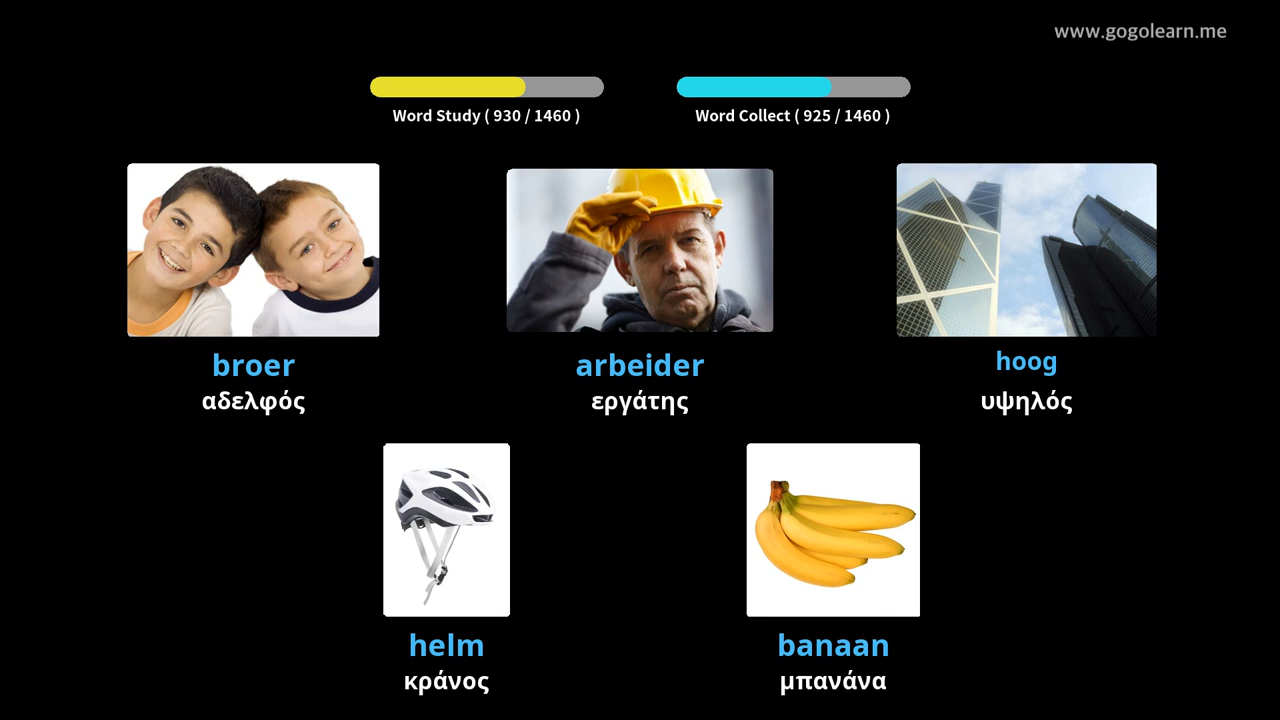 www.gogolearn.me
Word Study ( 930 / 1460 )
Word Collect ( 925 / 1460 )
broer
αδελφός
arbeider
εργάτης
hoog
υψηλός
helm
κράνος
banaan
μπανάνα